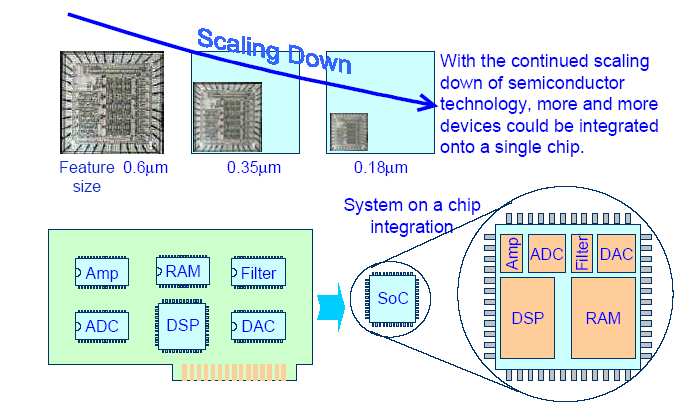 Scaling Down
With the continued scaling
down of semiconductor
technology, more and more
devices could be integrated
onto a single chip.
Feature size 0.6μm
0.35μm
0.18μm
System on a chip
integration
Amp
RAM
Filter
ADC
DSP
DAC
SoC
Amp
ADC
Filter
DAC
DSP
RAM